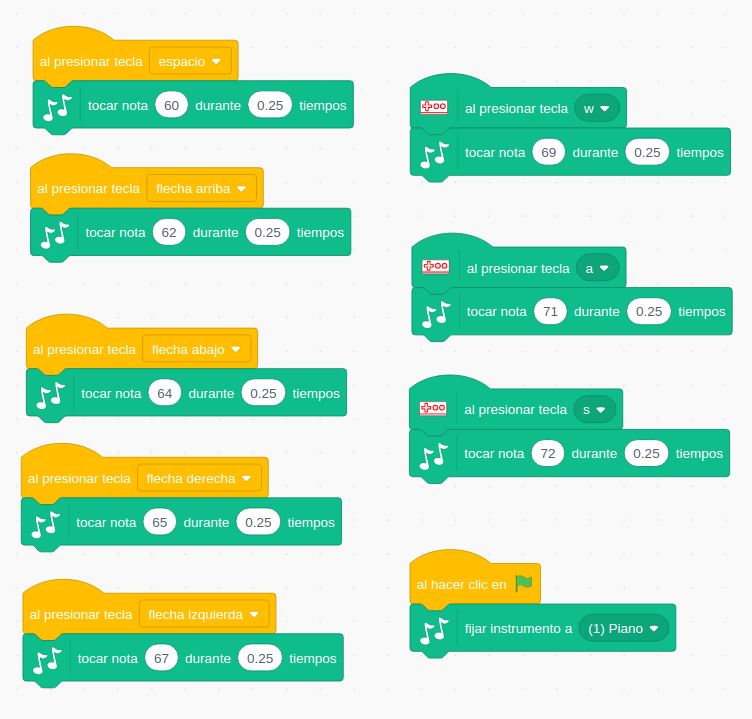 al presionar tecla espacio
tocar nota 60 durante 0.25 tiempos
al presionar tecla flecha arriba
tocar nota 62 durante 0.25 tiempos
al presionar tecla flecha abajo
tocar nota 64 durante 0.25 tiempos
al presionar tecla flecha derecha
tocar nota 65 durante 0.25 tiempos
al presionar tecla flecha izquierda
tocar nota 67 durante 0.25 tiempos
al presionar tecla w
tocar nota 69 durante 0.25 tiempos
al presionar tecla a
tocar nota 71 durante 0.25 tiempos
al presionar tecla s
tocar nota 72 durante 0.25 tiempos
al hacer clic en
fijar instrumento a (1) Piano